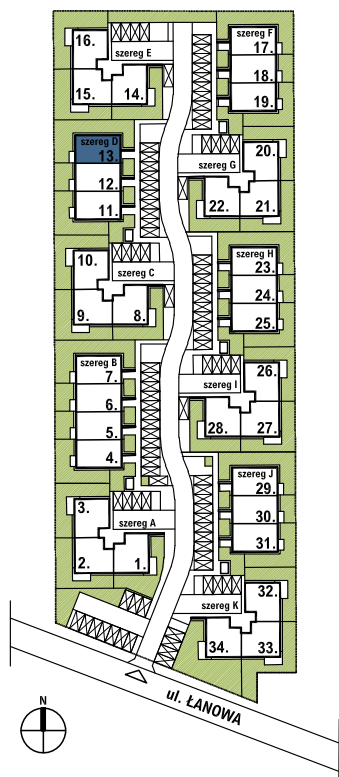 16.
szereg E
15.
14.
szereg F
17.
18.
19.
szereg D
13.
12.
11.
szereg G
20.
22.
21.
10.
szereg C
9.
8.
szereg H
23.
24.
25.
szereg B
7.
6.
5.
4.
26.
szereg I
28.
27.
3.
szereg A
2.
1.
szereg J
29.
30.
31.
32.
szereg K
34.
33.
ul. ŁANOWA
N